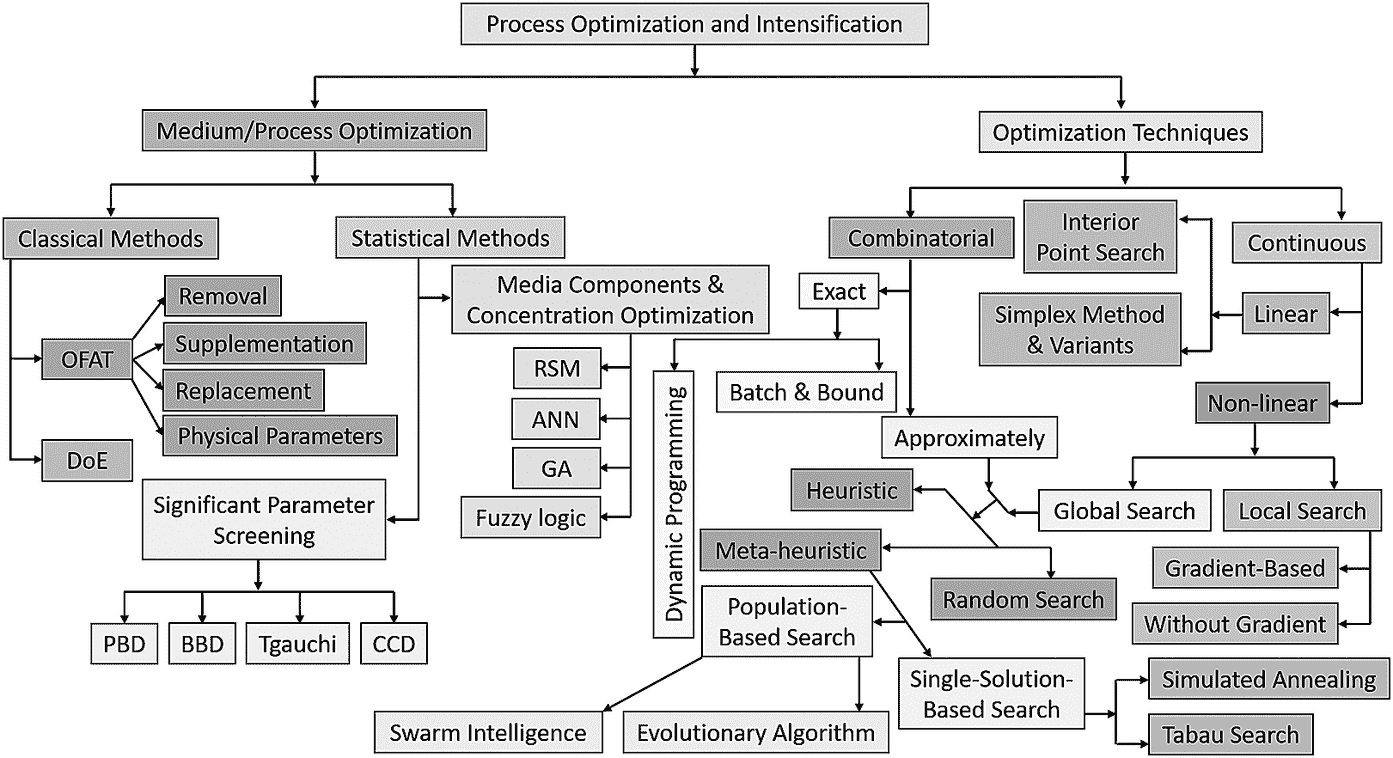 Process Optimization and Intensification
Medium/Process Optimization
Optimization Techniques
Classical Methods
Statistical Methods
Combinatorial
Interior
Point Search
Continuous
Removal
Supplementation
OFAT
Replacement
Physical Parameters
DoE
Media Components &
Concentration Optimization
RSM
ANN
GA
Fuzzy logic
Significant Parameter
Screening
PBD
BBD
Tgauchi
CCD
Exact
Dynamic Programming
Batch & Bound
Approximately
Simplex Method
& Variants
Linear
Non-linear
Global Search
Local Search
Heuristic
Meta-heuristic
Random Search
Gradient-Based
Without Gradient
Population-
Based Search
Single-Solution-
Based Search
Swarm Intelligence
Evolutionary Algorithm
Simulated Annealing
Tabau Search